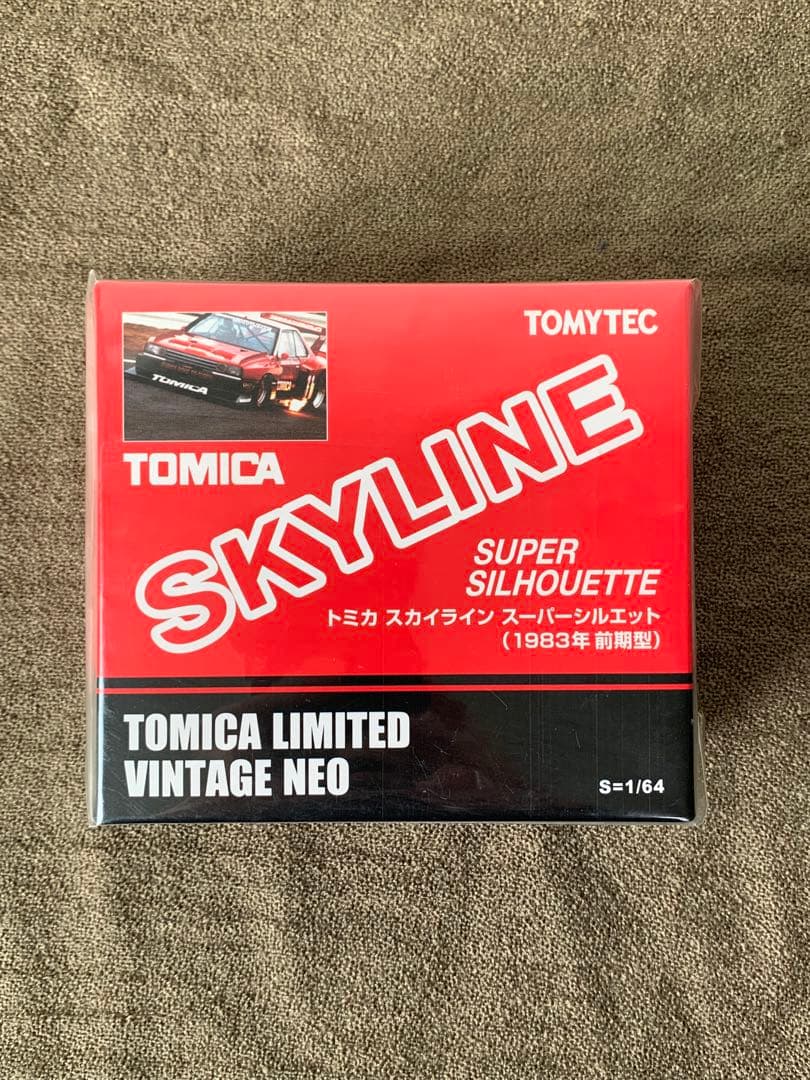 TOMYTEC
TOMICA
TOMICA
SKYLINE
SUPER
SILHOUETTE
トミカ スカイライン スーパーシルエット
(1983年 前期型)
TOMICA LIMITED
VINTAGE NEO
S=1/64